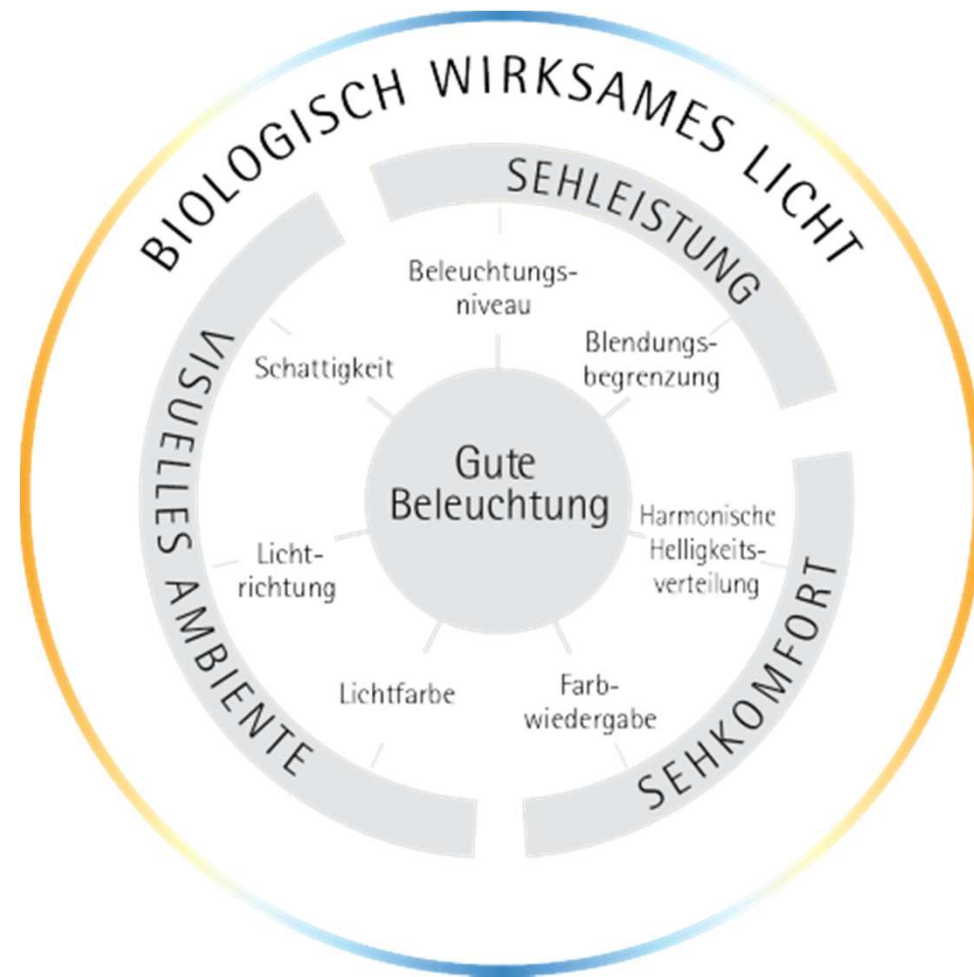 BIOLOGISCH WIRKSAMES LICHT
SEHLEISTUNG
Beleuchtungs-
niveau
Blendungs-
begrenzung
Schattigkeit
VISUELLES AMBIENTE
Gute
Beleuchtung
Harmonische
Helligkeits-
verteilung
Licht-
richtung
SEHKOMFORT
Lichtfarbe
Farb-
wiedergabe